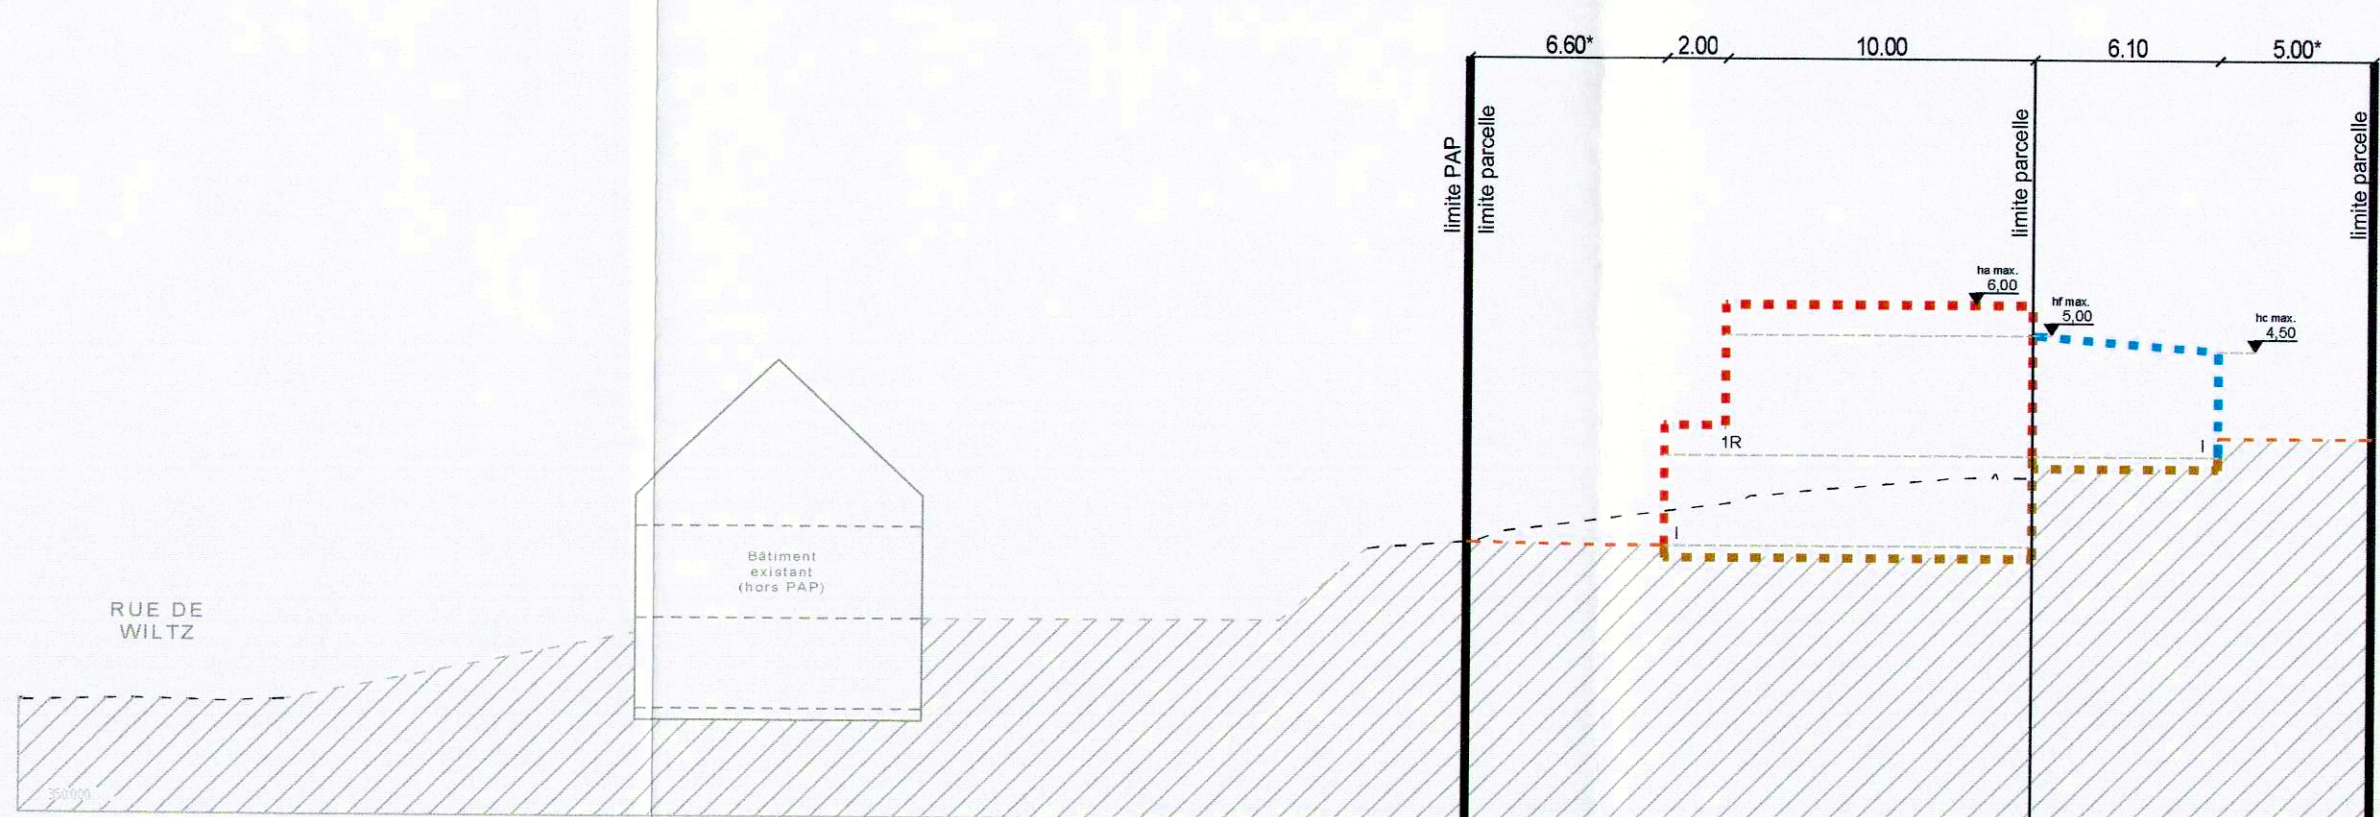 6.60*
2.00
10.00
6.10
5.00*
limite PAP
limite parcelle
limite parcelle
limite parcelle
ha max.
6,00
hf max.
5,00
hc max.
4,50
1R
I
I
Bâtiment
existant
(hors PAP)
RUE DE
WILTZ
350.000